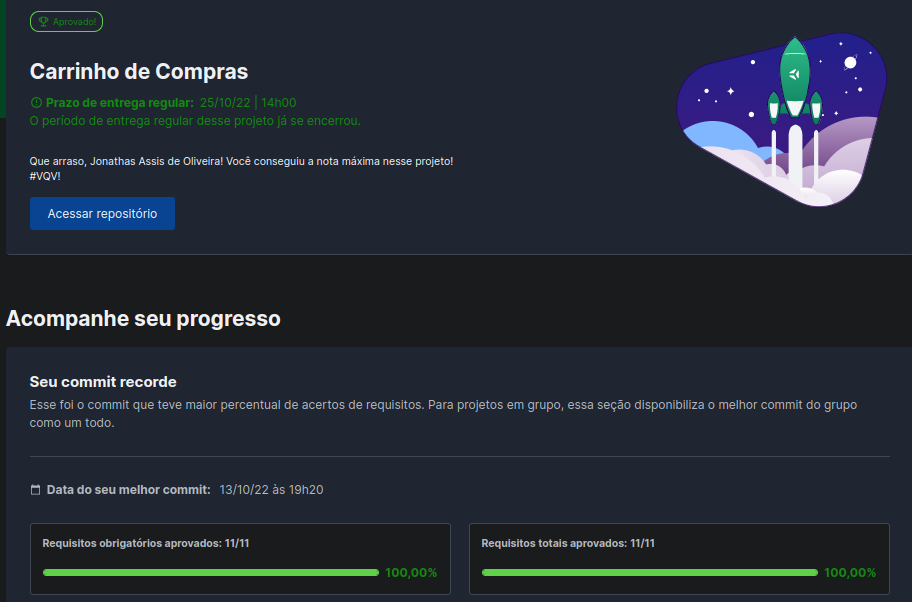 Aprovado!
Carrinho de Compras
Prazo de entrega regular: 25/10/22 | 14h00
O período de entrega regular desse projeto já se encerrou.
Que arraso, Jonathas Assis de Oliveira! Você conseguiu a nota máxima nesse projeto!
#VQV!
Acessar repositório
Acompanhe seu progresso
Seu commit recorde
Esse foi o commit que teve maior percentual de acertos de requisitos. Para projetos em grupo, essa seção disponibiliza o melhor commit do grupo
como um todo.
Data do seu melhor commit: 13/10/22 às 19h20
Requisitos obrigatórios aprovados: 11/11
100,00%
Requisitos totais aprovados: 11/11
100,00%